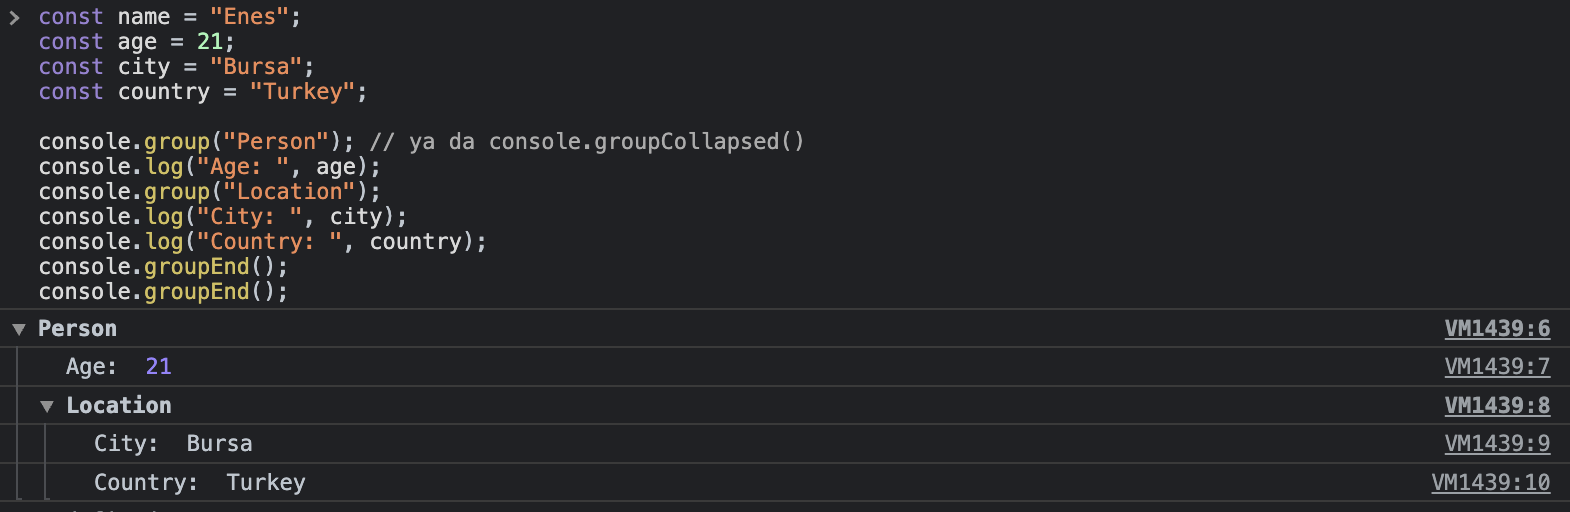 const name = "Enes";
const age = 21;
const city = "Bursa";
const country = "Turkey";
console.group("Person"); // ya da console.groupCollapsed()
console.log("Age: ", age);
console.group("Location");
console.log("City: ", city);
console.log("Country: ", country);
console.groupEnd();
console.groupEnd();
Person VM1439:6
Age: 21 VM1439:7
Location VM1439:8
City: Bursa VM1439:9
Country: Turkey VM1439:10